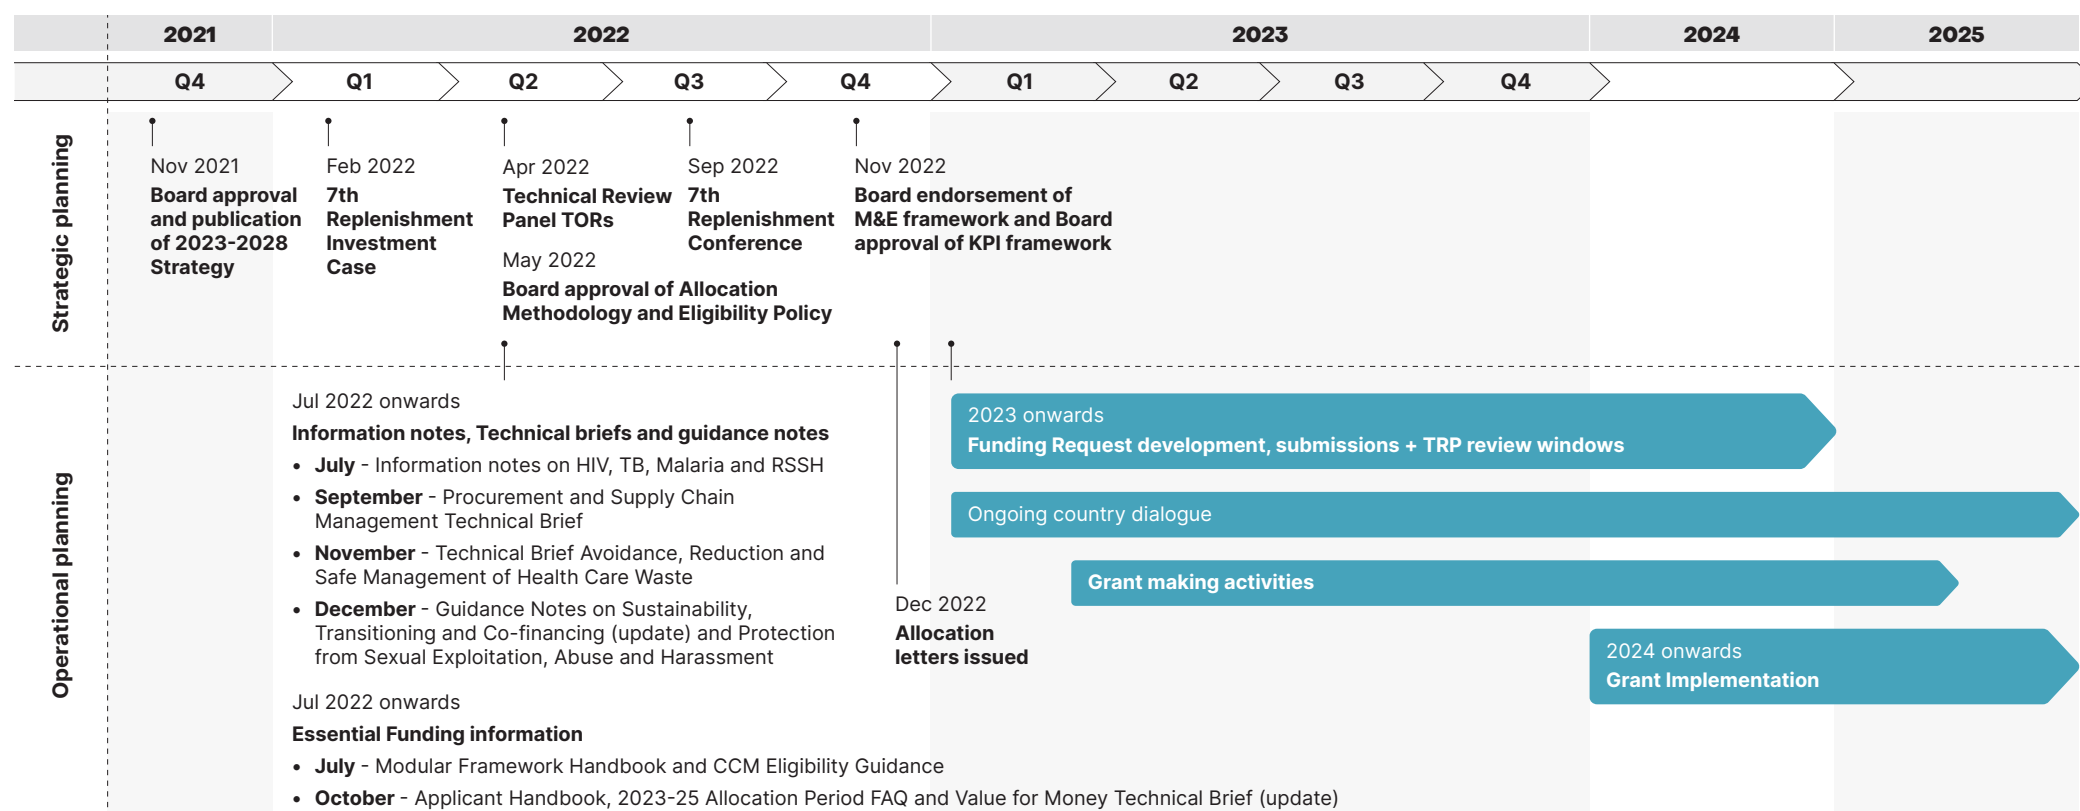 2021
2022
2023
2024
2025
Q4
Q1
Q2
Q3
Q4
Q1
Q2
Q3
Q4
Strategic planning
Nov 2021
Board approval
and publication
of 2023-2028
Strategy
Feb 2022
7th
Replenishment
Investment
Case
Apr 2022
Technical Review
Panel TORs
May 2022
Board approval of Allocation
Methodology and Eligibility Policy
Sep 2022
7th
Replenishment
Conference
Nov 2022
Board endorsement of
M&E framework and Board
approval of KPI framework
Operational planning
Jul 2022 onwards
Information notes, Technical briefs and guidance notes
• July - Information notes on HIV, TB, Malaria and RSSH
• September - Procurement and Supply Chain
Management Technical Brief
• November - Technical Brief Avoidance, Reduction and
Safe Management of Health Care Waste
• December - Guidance Notes on Sustainability,
Transitioning and Co-financing (update) and Protection
from Sexual Exploitation, Abuse and Harassment
Jul 2022 onwards
Essential Funding information
• July - Modular Framework Handbook and CCM Eligibility Guidance
• October - Applicant Handbook, 2023-25 Allocation Period FAQ and Value for Money Technical Brief (update)
Dec 2022
Allocation
letters issued
2023 onwards
Funding Request development, submissions + TRP review windows
Ongoing country dialogue
Grant making activities
2024 onwards
Grant Implementation